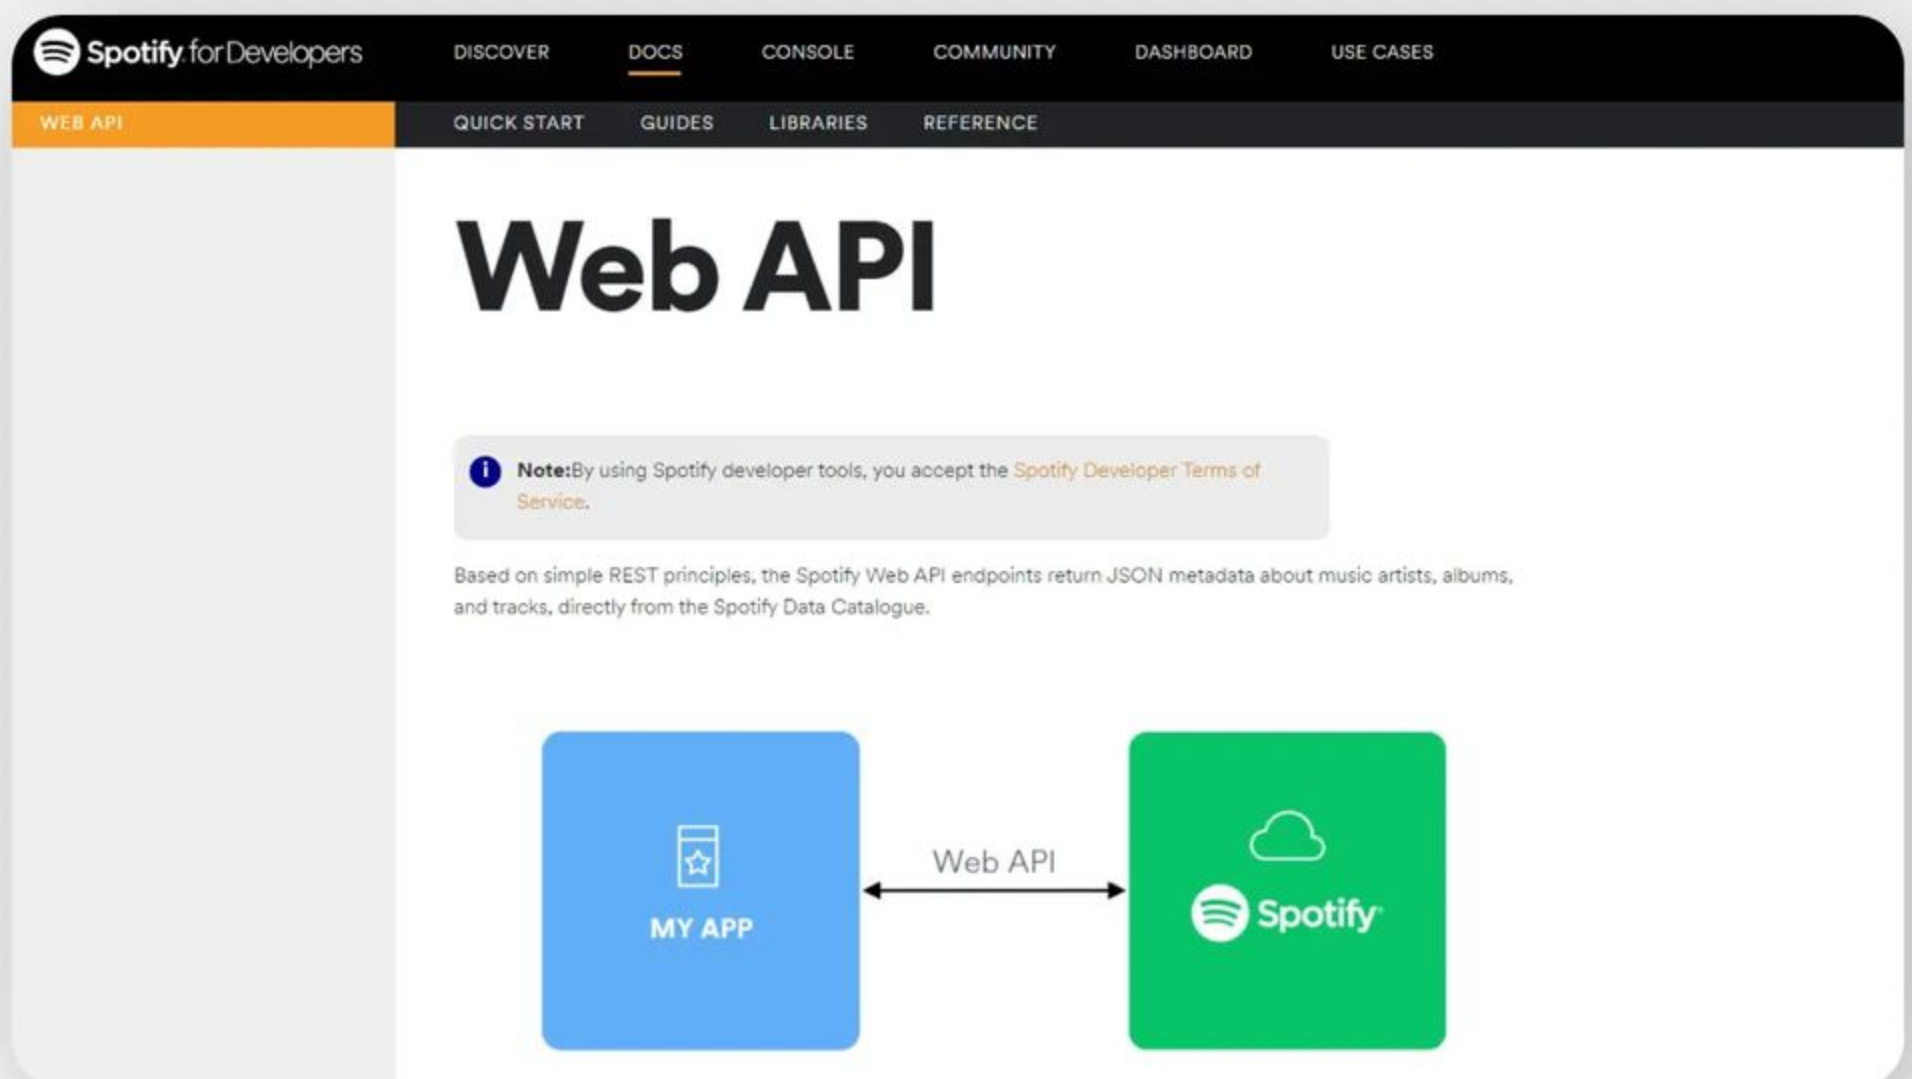 Spotify for Developers
DISCOVER DOCS CONSOLE COMMUNITY DASHBOARD USE CASES
WEB API
QUICK START GUIDES LIBRARIES REFERENCE
Web API
Note:By using Spotify developer tools, you accept the Spotify Developer Terms of
Service.
Based on simple REST principles, the Spotify Web API endpoints return JSON metadata about music artists, albums,
and tracks, directly from the Spotify Data Catalogue.
MY APP
Web API
Spotify